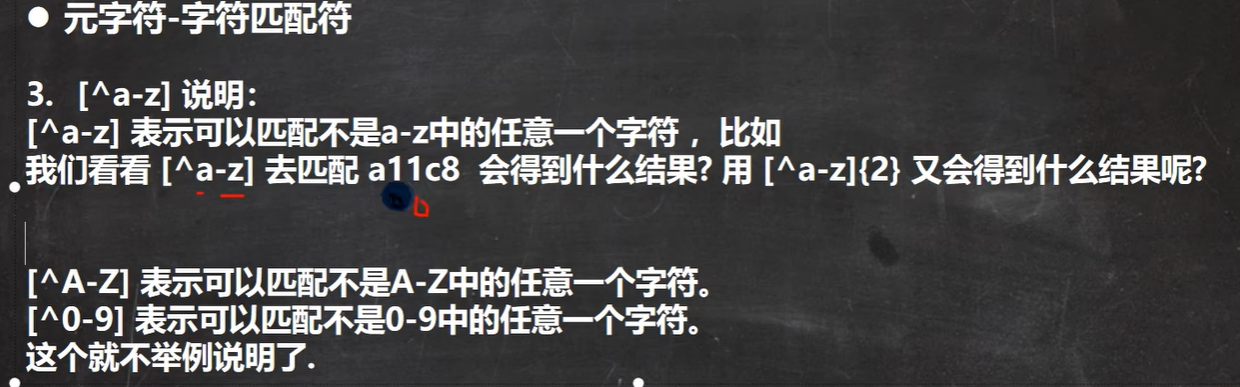 ● 元字符-字符匹配符
3. [^a-z] 说明：
[^a-z] 表示可以匹配不是a-z中的任意一个字符 ，比如
我们看看 [^a-z] 去匹配 a11c8 会得到什么结果? 用 [^a-z]{2} 又会得到什么结果呢?
[^A-Z] 表示可以匹配不是A-Z中的任意一个字符。
[^0-9] 表示可以匹配不是0-9中的任意一个字符。
这个就不举例说明了.